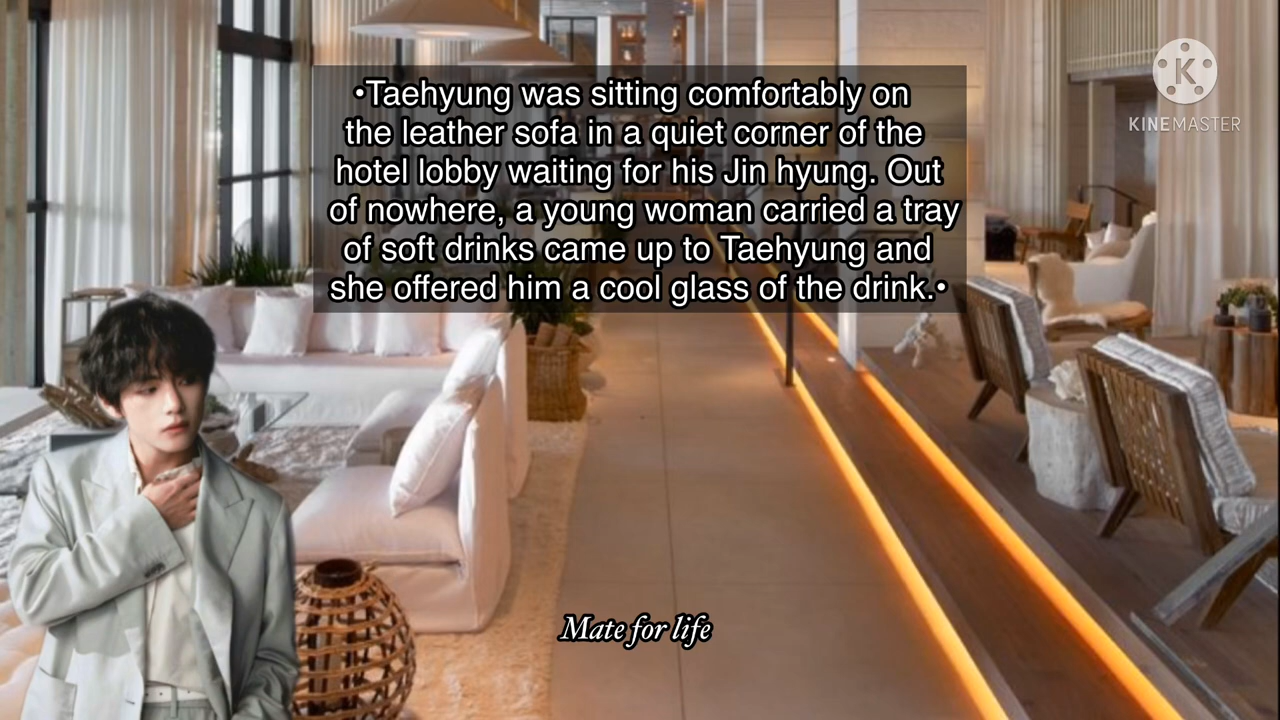 •Taehyung was sitting comfortably on
the leather sofa in a quiet corner of the
hotel lobby waiting for his Jin hyung. Out
of nowhere, a young woman carried a tray
of soft drinks came up to Taehyung and
she offered him a cool glass of the drink.•
K
KINEMASTER
Mate for life